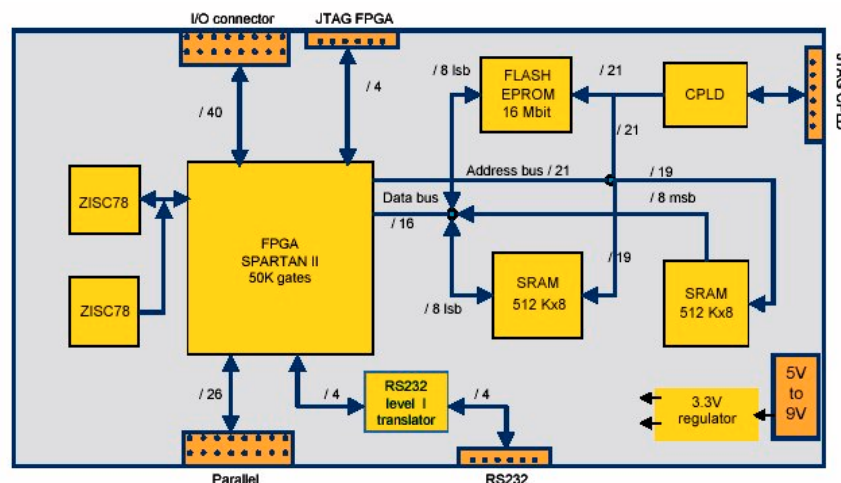 I/O connector
JTAG FPGA
/ 40
/ 4
/ 8 lsb
FLASH
EPROM
16 Mbit
/ 21
CPLD
JTAG CPLD
/ 21
Address bus / 21
/ 19
ZISC78
Data bus
/ 16
/ 8 msb
FPGA
SPARTAN II
50K gates
ZISC78
/ 8 lsb
SRAM
512 Kx8
/19
SRAM
512 Kx8
/ 26
/ 4
RS232
level I
translator
/ 4
3.3V
regulator
5V
to
9V
Parallel
RS232